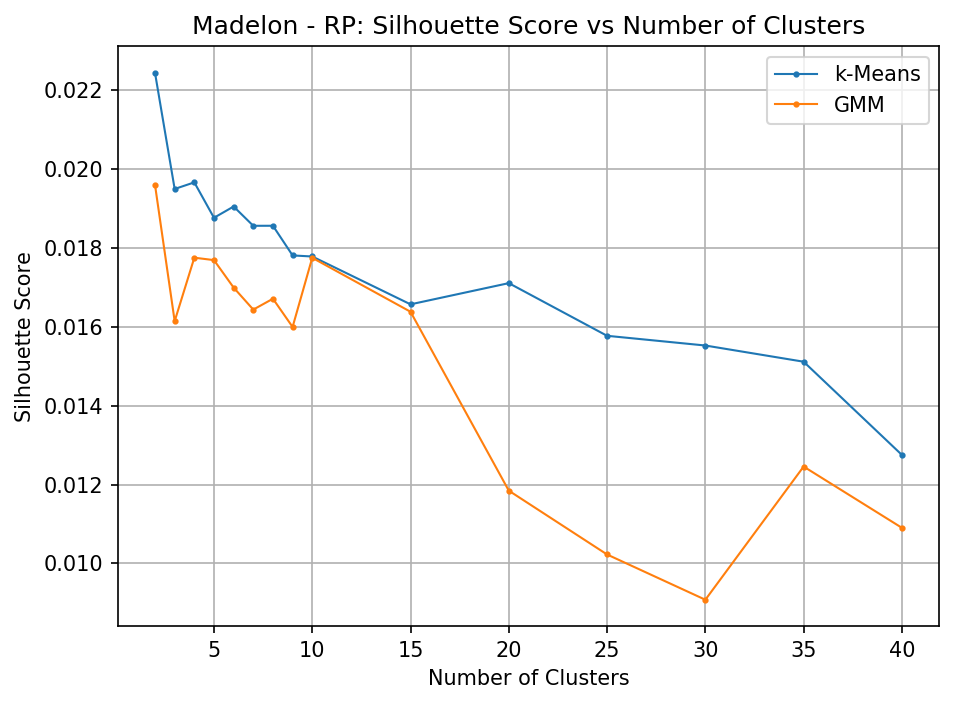 Madelon - RP: Silhouette Score vs Number of Clusters
k-Means
GMM
Silhouette Score
0.022
0.020
0.018
0.016
0.014
0.012
0.010
5 10 15 20 25 30 35 40
Number of Clusters